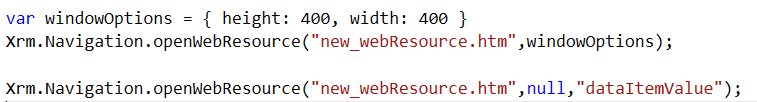 var windowOptions = { height: 400, width: 400 }
Xrm.Navigation.openWebResource("new_webResource.htm",windowOptions);
Xrm.Navigation.openWebResource("new_webResource.htm",null,"dataItemValue");